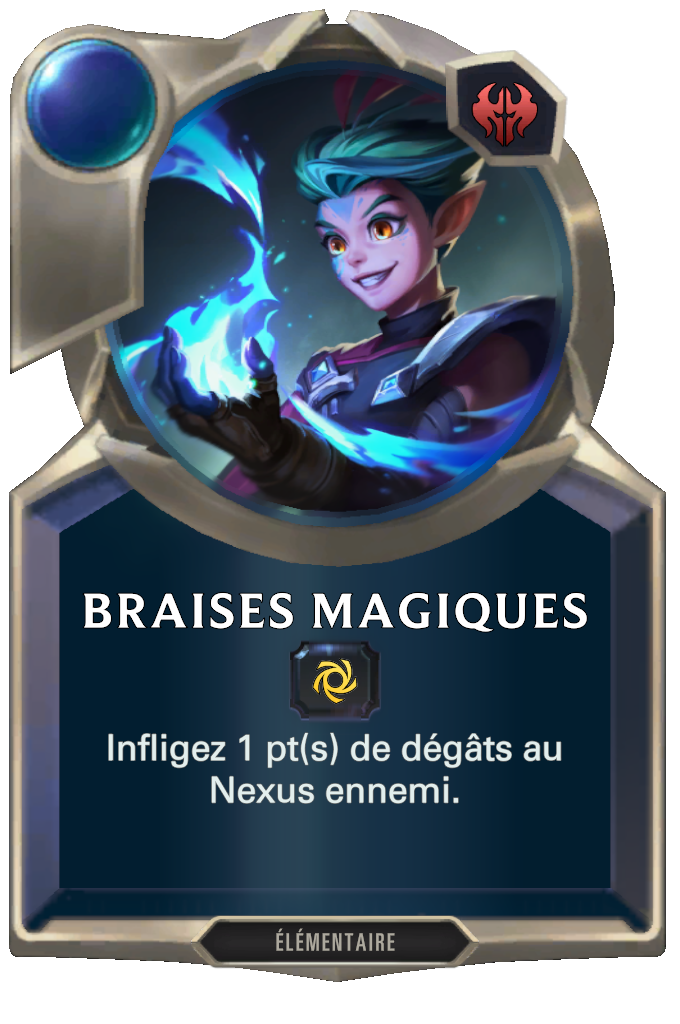 BRAISES MAGIQUES
Infligez 1 pt(s) de dégâts au
Nexus ennemi.
ÉLÉMENTAIRE